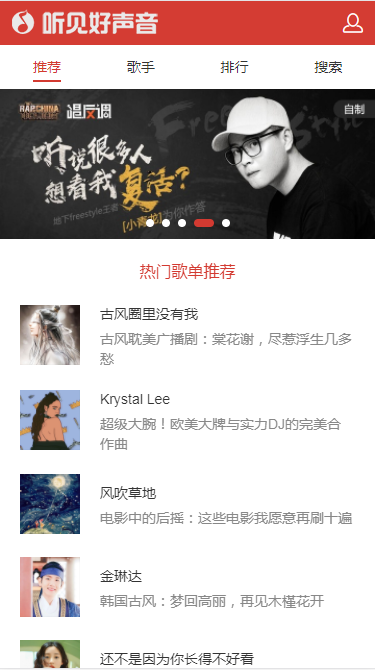 听见好声音
推荐 歌手 排行 搜索
RAP CHINA 唱反调
自制
Free Style
听说很多人
想看我复活？
地下freestyle王者 [小青龙]为你作答
热门歌单推荐
古风圈里没有我
古风耽美广播剧：棠花谢，尽惹浮生几多
愁
Krystal Lee
超级大腕！欧美大牌与实力DJ的完美合
作曲
风吹草地
电影中的后摇：这些电影我愿意再刷十遍
金琳达
韩国古风：梦回高丽，再见木槿花开
还不是因为你长得不好看